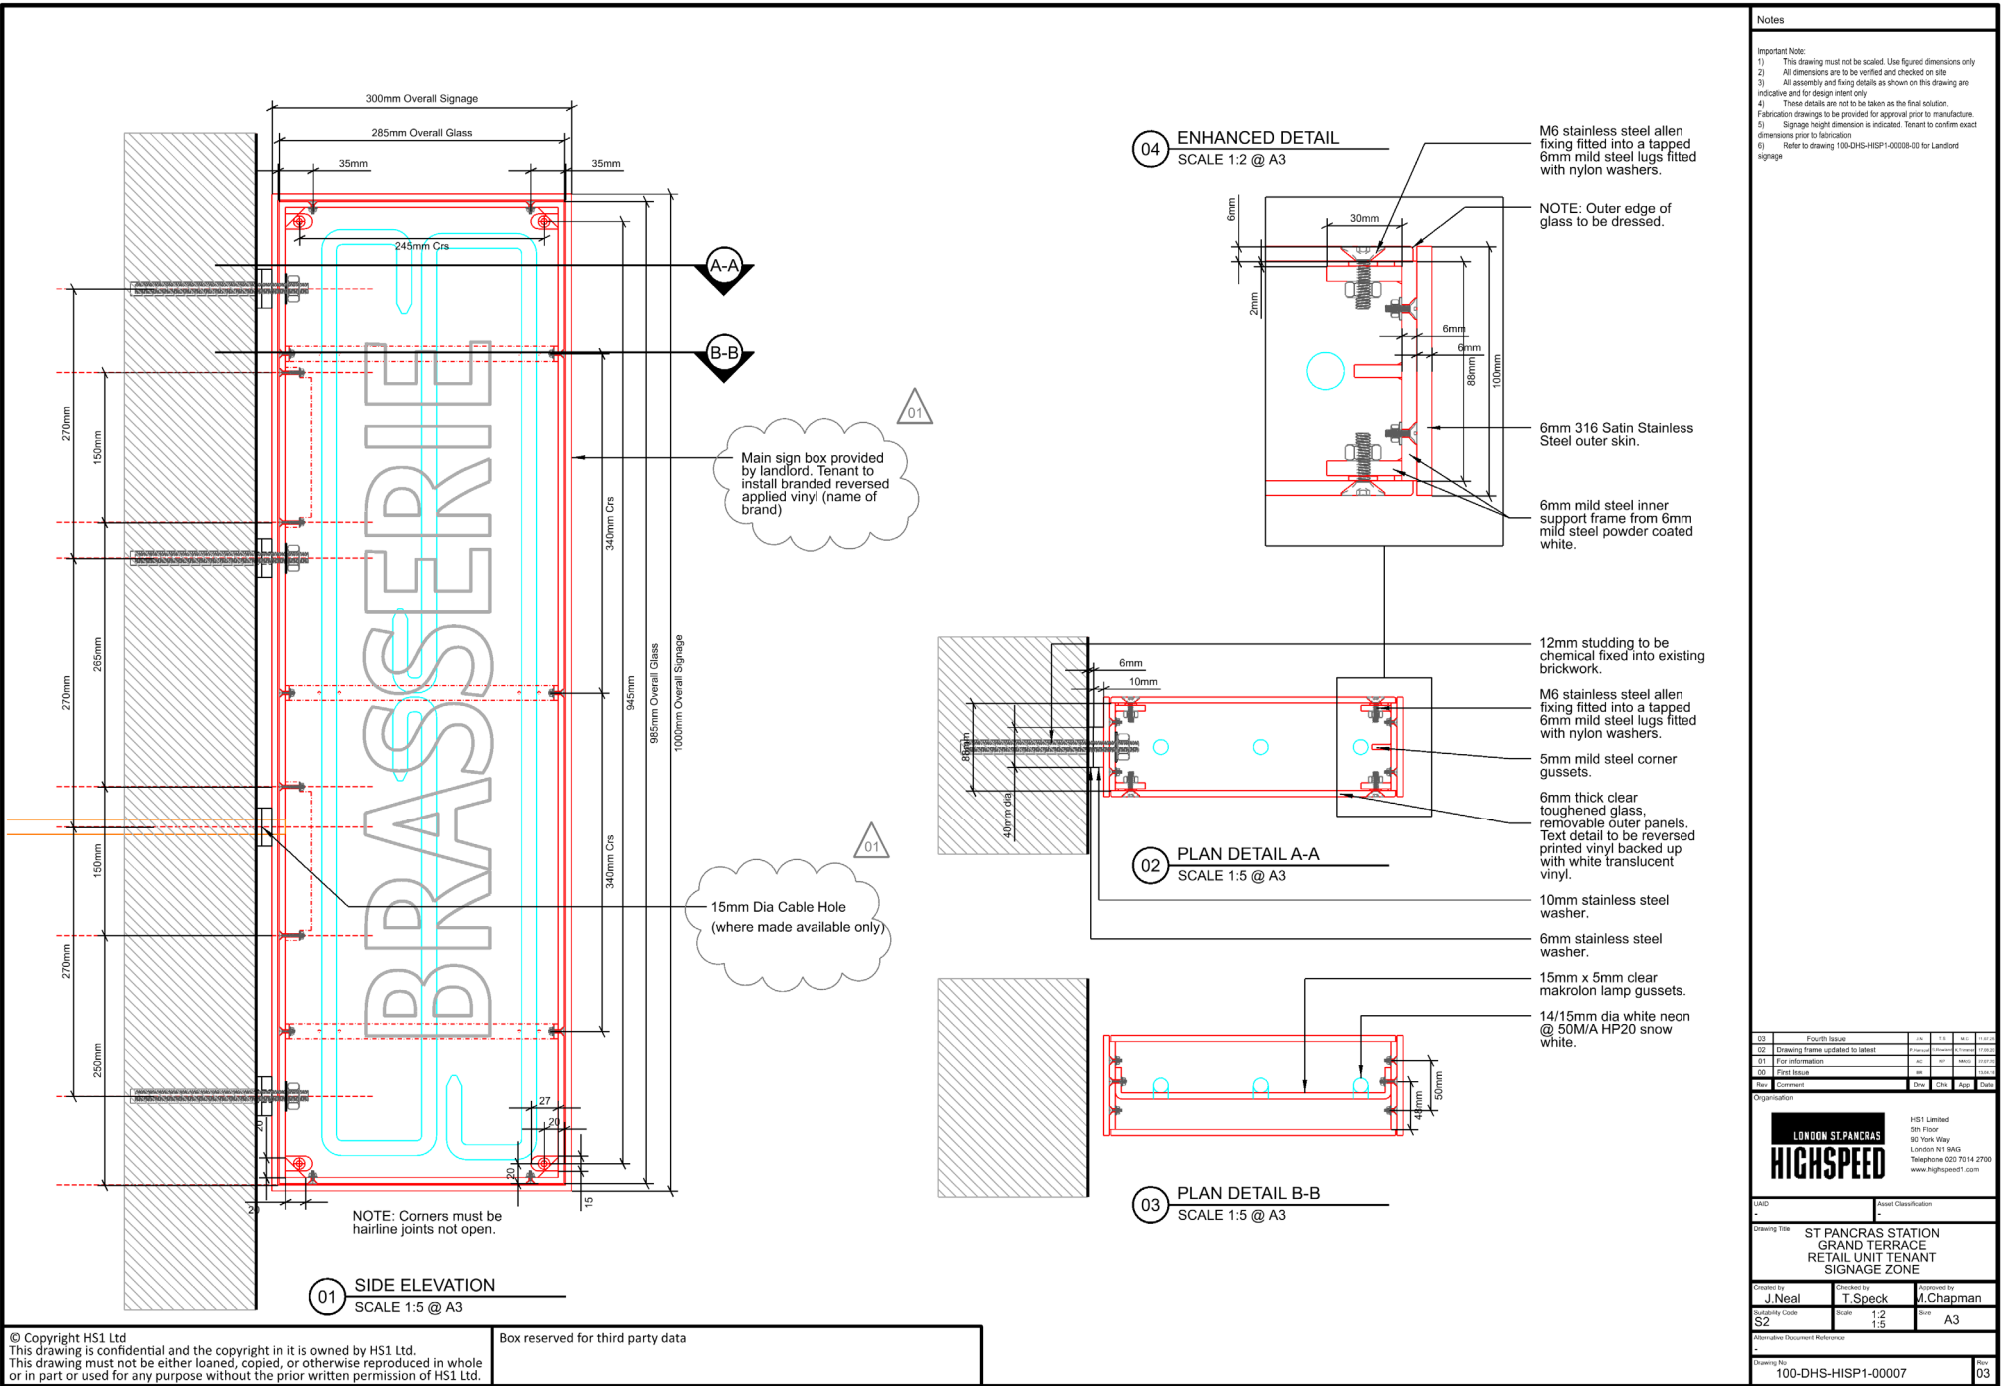 300mm Overall Signage
285mm Overall Glass
35mm
35mm
245mm Crs
A-A
B-B
270mm
150mm
340mm Crs
265mm
270mm
945mm
985mm Overall Glass
1000mm Overall Signage
150mm
340mm Crs
270mm
250mm
BRASSERIE
01
Main sign box provided
by landlord. Tenant to
install branded reversed
applied vinyl (name of
brand)
01
15mm Dia Cable Hole
(where made available only)
27
20
20
20
20
15
NOTE: Corners must be
hairline joints not open.
01
SIDE ELEVATION
SCALE 1:5 @ A3
04
ENHANCED DETAIL
SCALE 1:2 @ A3
6mm
30mm
2mm
6mm
6mm
88mm
100mm
M6 stainless steel allen
fixing fitted into a tapped
6mm mild steel lugs fitted
with nylon washers.
NOTE: Outer edge of
glass to be dressed.
6mm 316 Satin Stainless
Steel outer skin.
6mm mild steel inner
support frame from 6mm
mild steel powder coated
white.
6mm
10mm
88mm
40mm dia
12mm studding to be
chemical fixed into existing
brickwork.
M6 stainless steel allen
fixing fitted into a tapped
6mm mild steel lugs fitted
with nylon washers.
5mm mild steel corner
gussets.
6mm thick clear
toughened glass,
removable outer panels.
Text detail to be reversed
printed vinyl backed up
with white translucent
vinyl.
10mm stainless steel
washer.
6mm stainless steel
washer.
02
PLAN DETAIL A-A
SCALE 1:5 @ A3
15mm x 5mm clear
makrolon lamp gussets.
14/15mm dia white neon
@ 50M/A HP20 snow
white.
48mm
50mm
03
PLAN DETAIL B-B
SCALE 1:5 @ A3
© Copyright HS1 Ltd
This drawing is confidential and the copyright in it is owned by HS1 Ltd.
This drawing must not be either loaned, copied, or otherwise reproduced in whole
or in part or used for any purpose without the prior written permission of HS1 Ltd.
Box reserved for third party data
Notes
Important Note:
1) This drawing must not be scaled. Use figured dimensions only
2) All dimensions are to be verified and checked on site
3) All assembly and fixing details as shown on this drawing are
indicative and for design intent only
4) These details are not to be taken as the final solution.
Fabrication drawings to be provided for approval prior to manufacture.
5) Signage height dimension is indicated. Tenant to confirm exact
dimensions prior to fabrication
6) Refer to drawing 100-DHS-HISP1-00008-00 for Landlord
signage
03 Fourth Issue
02 Drawing frame updated to latest
01 For information
00 First Issue
Rev Comment Drw Chk App Date
Organisation
LONDON ST.PANCRAS
HIGHSPEED
HS1 Limited
5th Floor
90 York Way
London N1 9AG
Telephone 020 7014 2700
www.highspeed1.com
UAID
-
Asset Classification
-
Drawing Title
ST PANCRAS STATION
GRAND TERRACE
RETAIL UNIT TENANT
SIGNAGE ZONE
Created by
J.Neal
Checked by
T.Speck
Approved by
M.Chapman
Suitability Code
S2
Scale
1:2
1:5
Size
A3
Alternative Document Reference
-
Drawing No
100-DHS-HISP1-00007
Rev
03